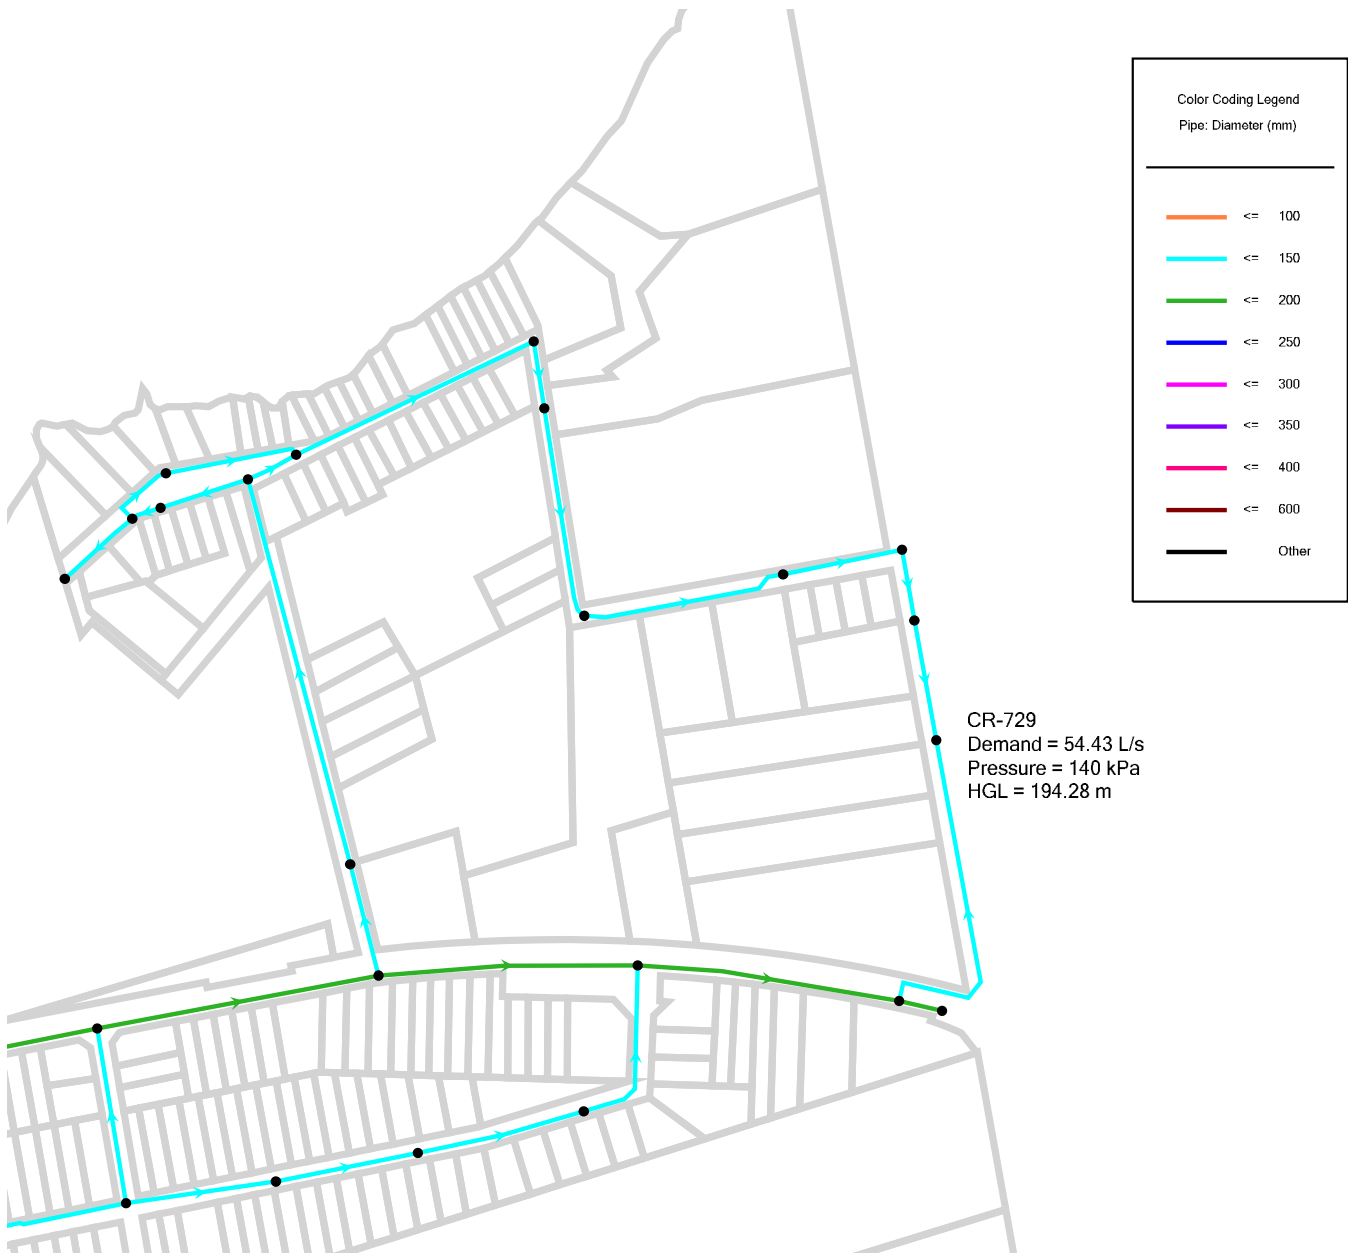 Color Coding Legend
Pipe: Diameter (mm)
<= 100
<= 150
<= 200
<= 250
<= 300
<= 350
<= 400
<= 600
Other
CR-729
Demand = 54.43 L/s
Pressure = 140 kPa
HGL = 194.28 m